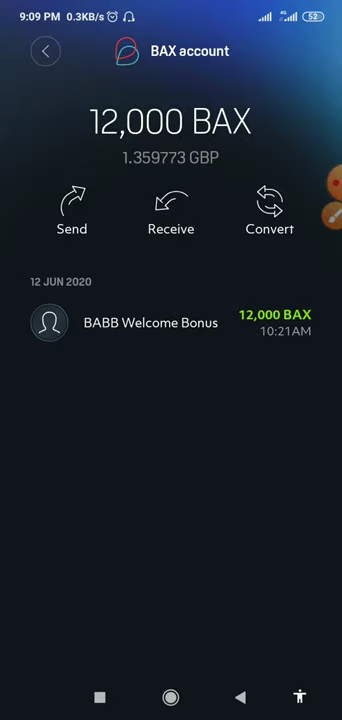 9:09 PM 0.3KB/s 4G 52
BAX account
12,000 BAX
1.359773 GBP
Send Receive Convert
12 JUN 2020
BABB Welcome Bonus 12,000 BAX
10:21AM